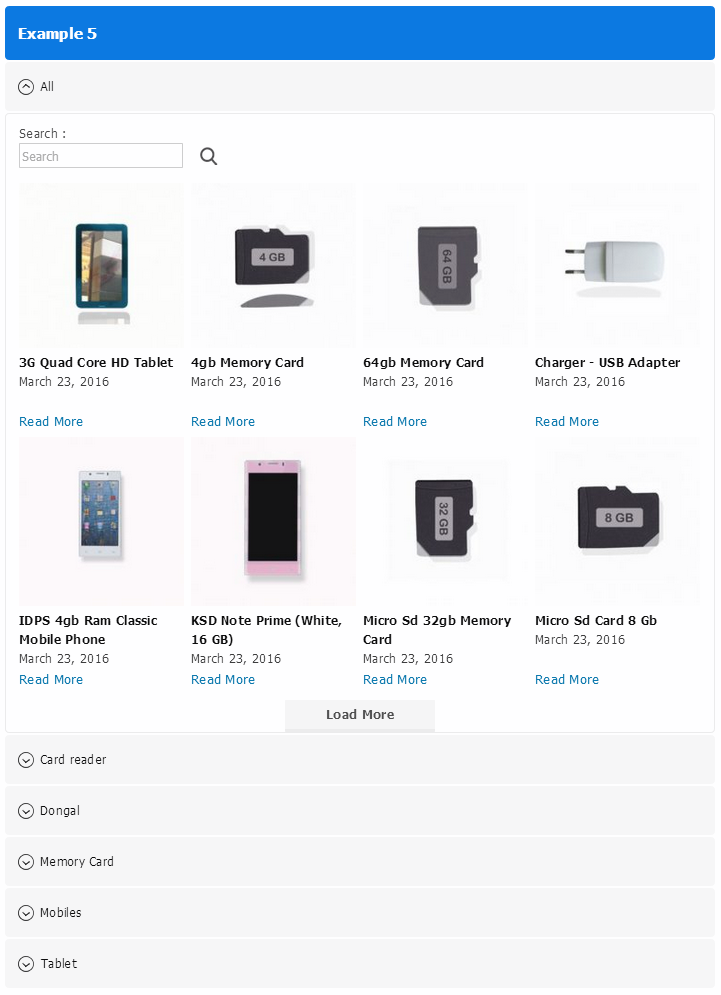 Example 5
All
Search :
Search
4 GB
64 GB
3G Quad Core HD Tablet
March 23, 2016
Read More
4gb Memory Card
March 23, 2016
Read More
64gb Memory Card
March 23, 2016
Read More
Charger - USB Adapter
March 23, 2016
Read More
32 GB
8 GB
IDPS 4gb Ram Classic
Mobile Phone
March 23, 2016
Read More
KSD Note Prime (White,
16 GB)
March 23, 2016
Read More
Micro Sd 32gb Memory
Card
March 23, 2016
Read More
Micro Sd Card 8 Gb
March 23, 2016
Read More
Load More
Card reader
Dongal
Memory Card
Mobiles
Tablet